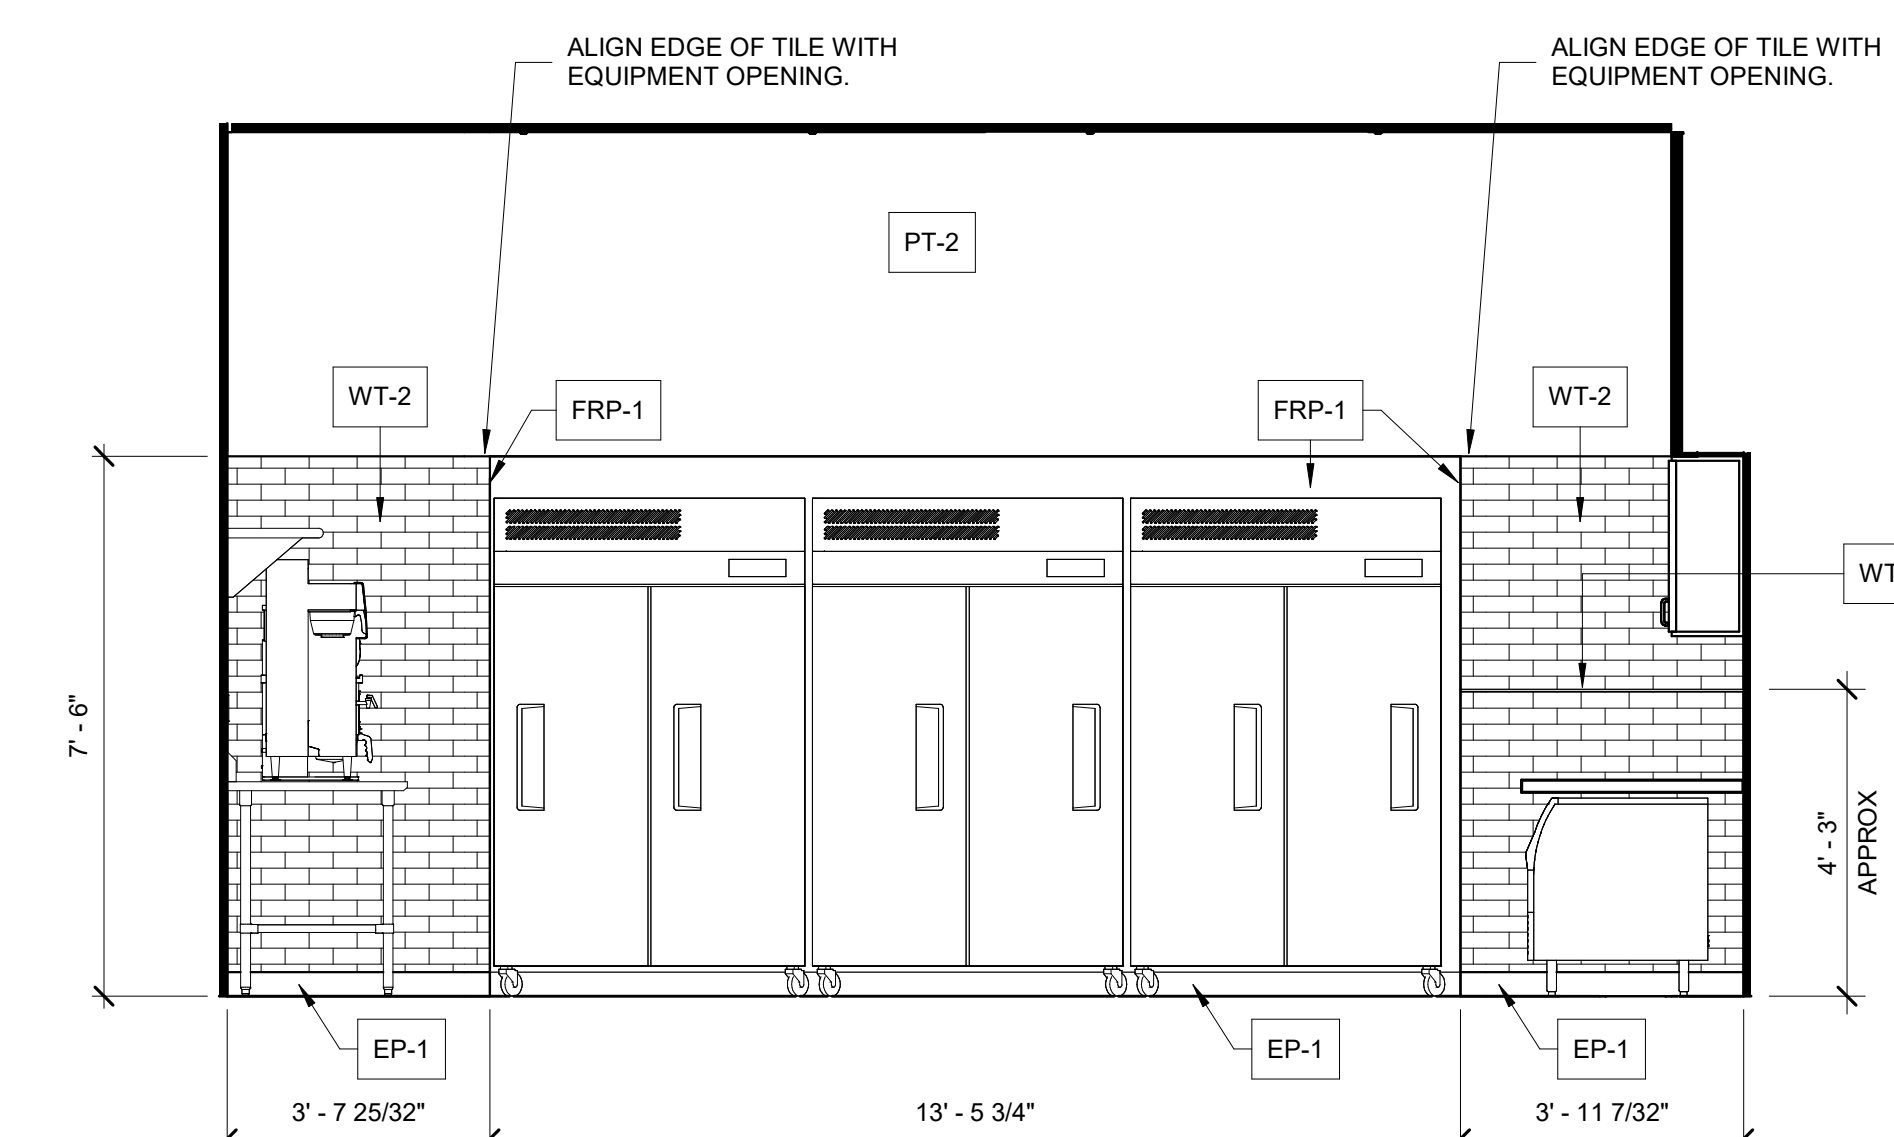 ALIGN EDGE OF TILE WITH
EQUIPMENT OPENING.
ALIGN EDGE OF TILE WITH
EQUIPMENT OPENING.
PT-2
WT-2
FRP-1
FRP-1
WT-2
WT
7' - 6"
4' - 3"
APPROX
EP-1
EP-1
EP-1
3' - 7 25/32"
13' - 5 3/4"
3' - 11 7/32"